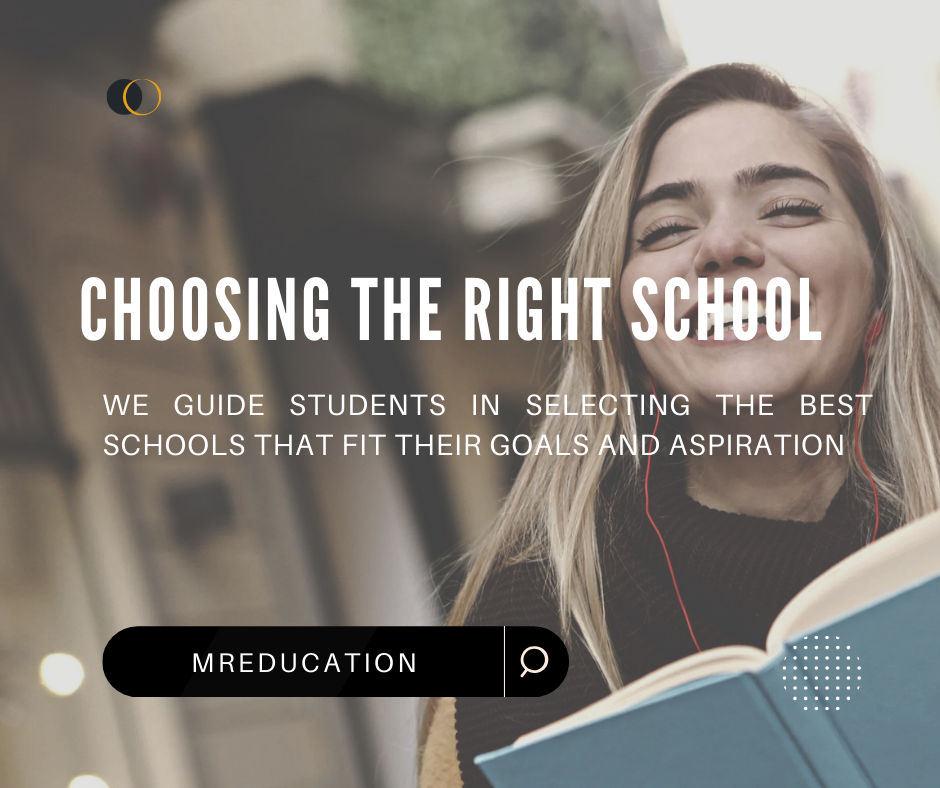 CHOOSING THE RIGHT SCHOOL
WE GUIDE STUDENTS IN SELECTING THE BEST
SCHOOLS THAT FIT THEIR GOALS AND ASPIRATION
MREDUCATION